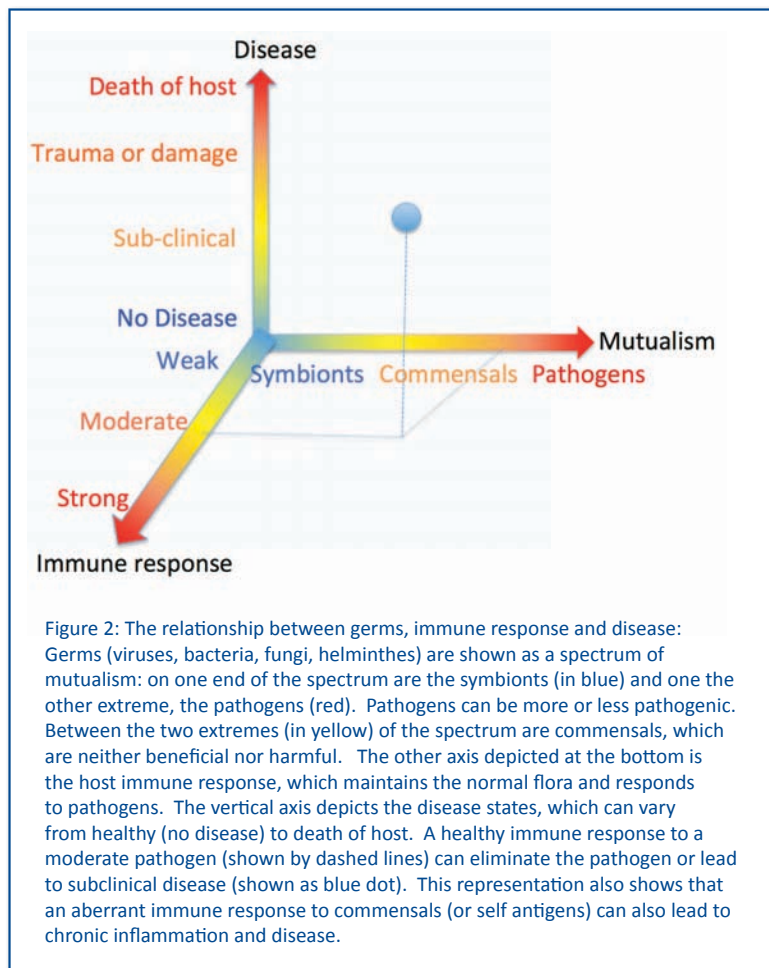 Disease
Death of host
Trauma or damage
Sub-clinical
No Disease
Mutualism
Weak
Symbionts
Commensals
Pathogens
Moderate
Strong
Immune response
Figure 2: The relationship between germs, immune response and disease:
Germs (viruses, bacteria, fungi, helminthes) are shown as a spectrum of
mutualism: on one end of the spectrum are the symbionts (in blue) and one the
other extreme, the pathogens (red).  Pathogens can be more or less pathogenic.
Between the two extremes (in yellow) of the spectrum are commensals, which
are neither beneficial nor harmful.   The other axis depicted at the bottom is
the host immune response, which maintains the normal flora and responds
to pathogens.  The vertical axis depicts the disease states, which can vary
from healthy (no disease) to death of host.  A healthy immune response to a
moderate pathogen (shown by dashed lines) can eliminate the pathogen or lead
to subclinical disease (shown as blue dot).  This representation also shows that
an aberrant immune response to commensals (or self antigens) can also lead to
chronic inflammation and disease.